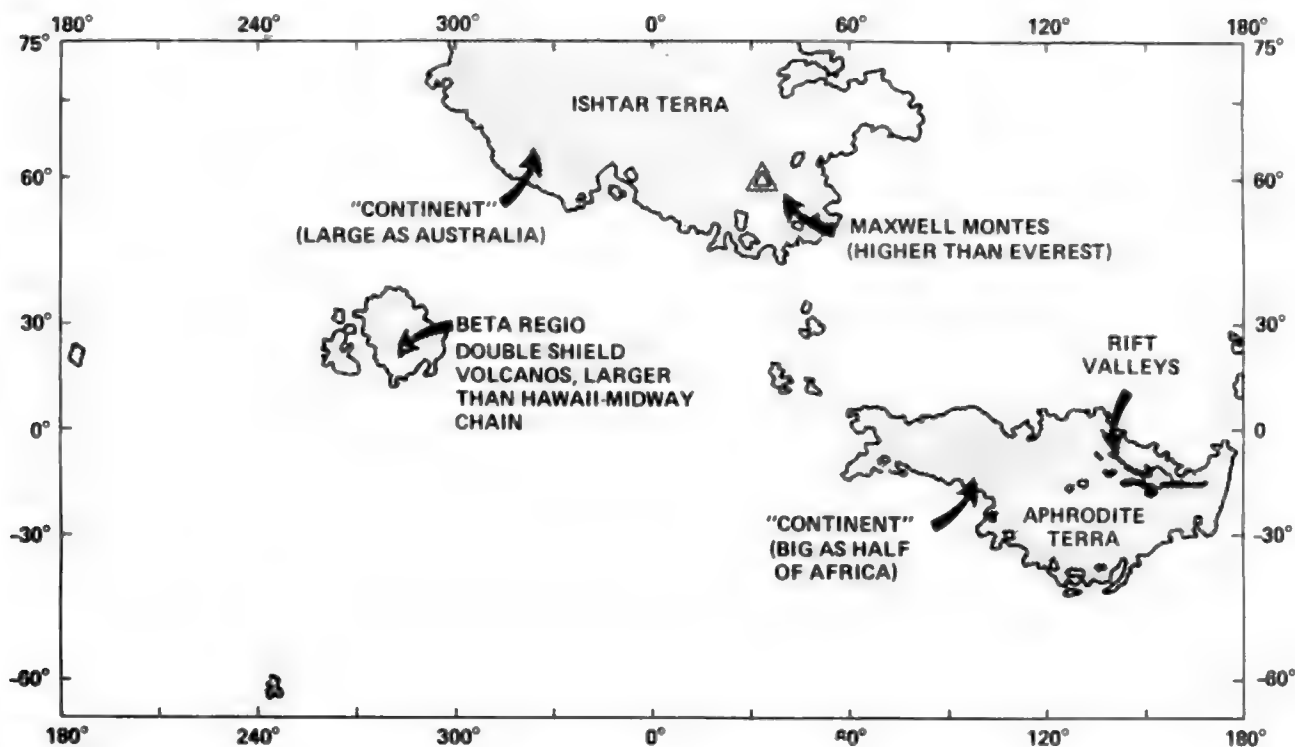 180° 240° 300° 0° 60° 120° 180°
75° 75°
ISHTAR TERRA
60° 60°
"CONTINENT"
(LARGE AS AUSTRALIA)
MAXWELL MONTES
(HIGHER THAN EVEREST)
30° 30°
BETA REGIO
DOUBLE SHIELD
VOLCANOS, LARGER
THAN HAWAII-MIDWAY
CHAIN
RIFT
VALLEYS
0° 0
"CONTINENT"
(BIG AS HALF
OF AFRICA)
APHRODITE
TERRA
-30° -30°
-60° -60°
180° 240° 300° 0° 60° 120° 180°